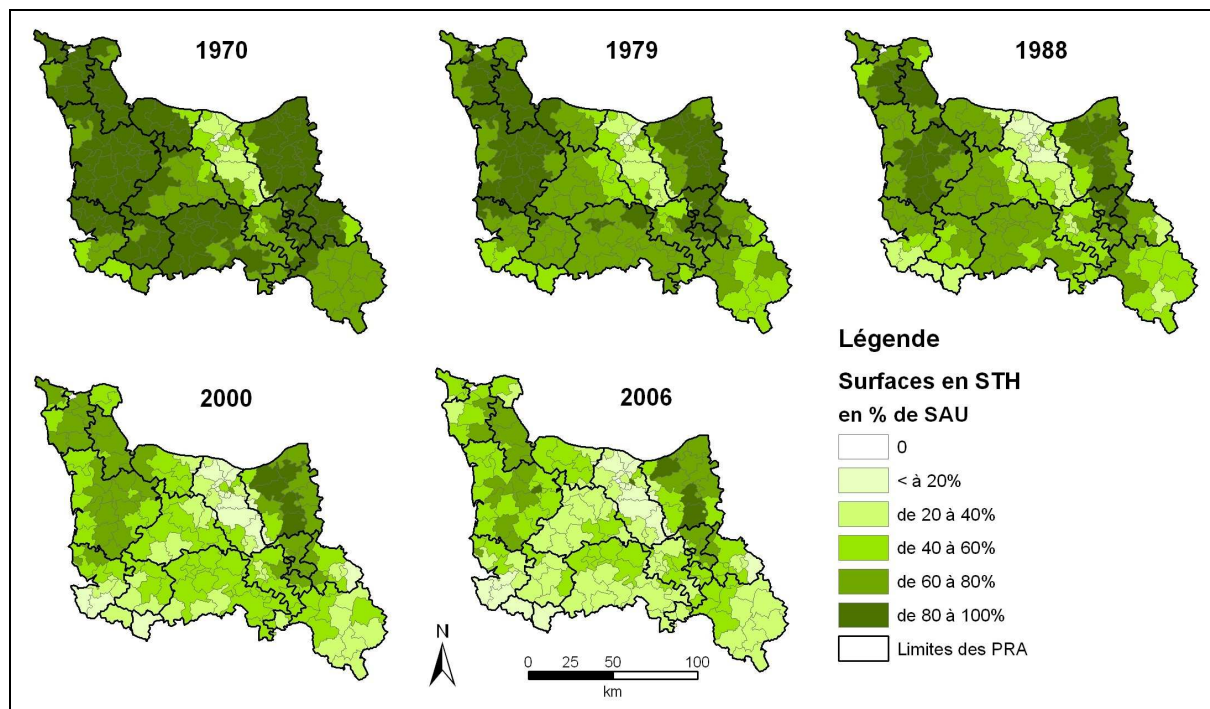 1970
1979
1988
2000
2006
Légende
Surfaces en STH
en % de SAU
0
< à 20%
de 20 à 40%
de 40 à 60%
de 60 à 80%
de 80 à 100%
Limites des PRA
N
0 25 50 100
km